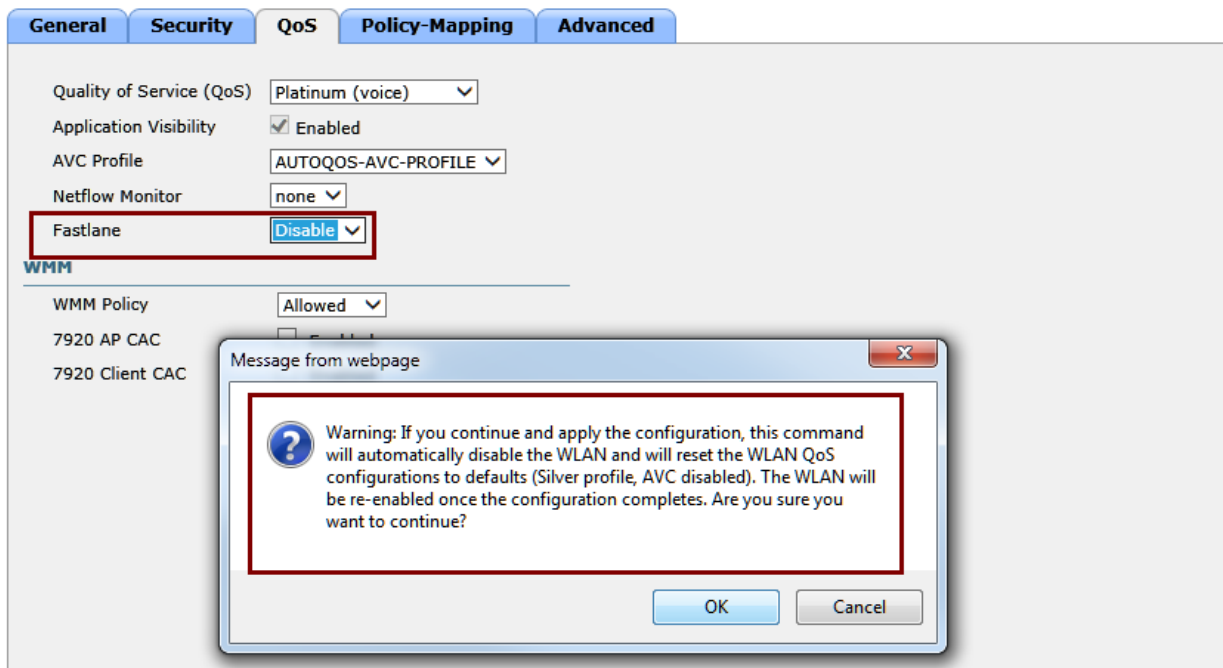 General Security QoS Policy-Mapping Advanced
Quality of Service (QoS) Platinum (voice)
Application Visibility Enabled
AVC Profile AUTOQOS-AVC-PROFILE
Netflow Monitor none
Fastlane Disable
WMM
WMM Policy Allowed
7920 AP CAC
7920 Client CAC
Message from webpage
Warning: If you continue and apply the configuration, this command
will automatically disable the WLAN and will reset the WLAN QoS
configurations to defaults (Silver profile, AVC disabled). The WLAN will
be re-enabled once the configuration completes. Are you sure you
want to continue?
OK Cancel